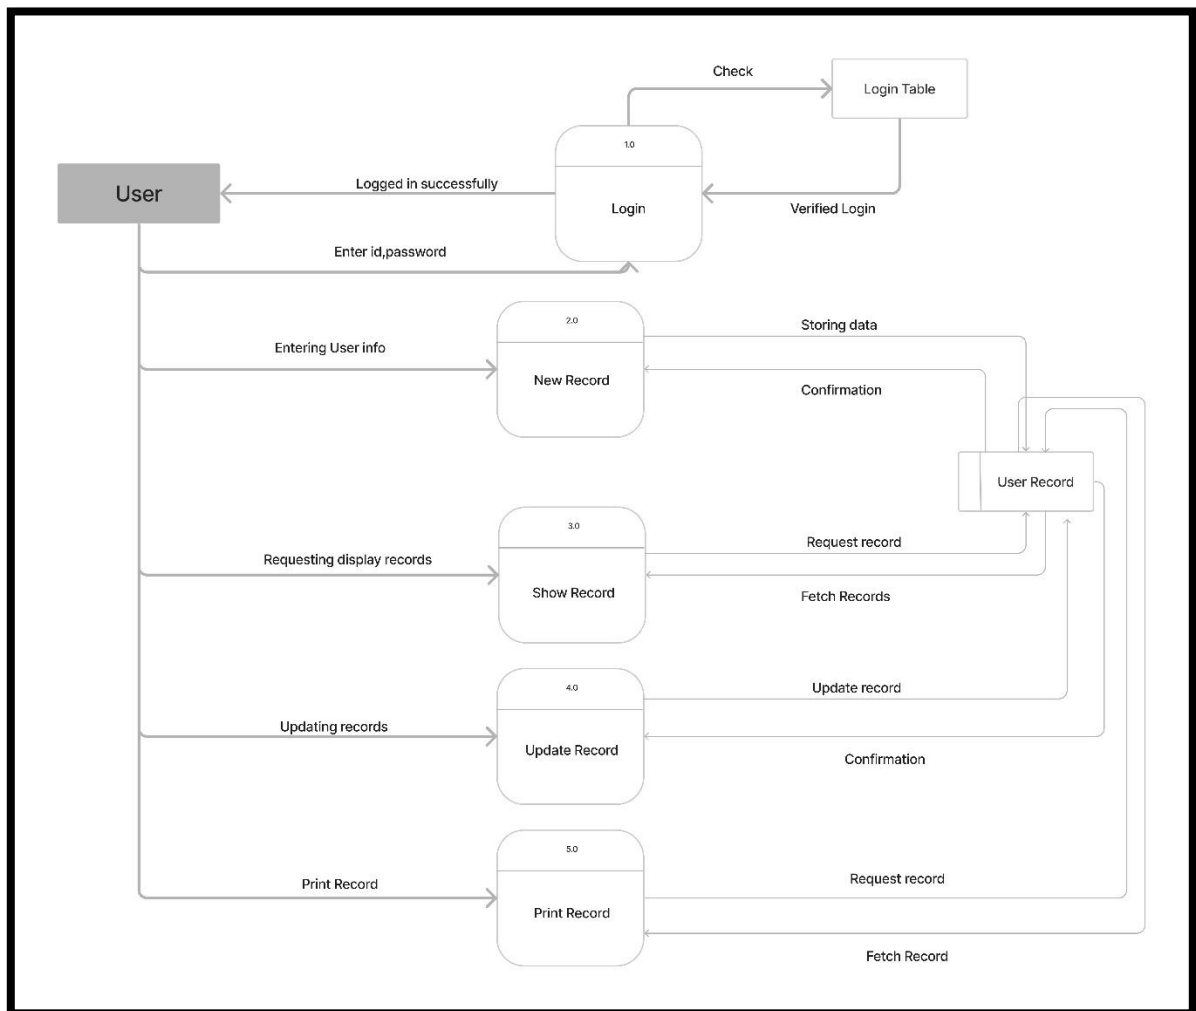 Check
Login Table
1.0
User
Logged in successfully
Login
Verified Login
Enter id,password
2.0
Storing data
Entering User info
New Record
Confirmation
User Record
3.0
Request record
Requesting display records
Show Record
Fetch Records
4.0
Update record
Updating records
Update Record
Confirmation
5.0
Print Record
Request record
Print Record
Fetch Record